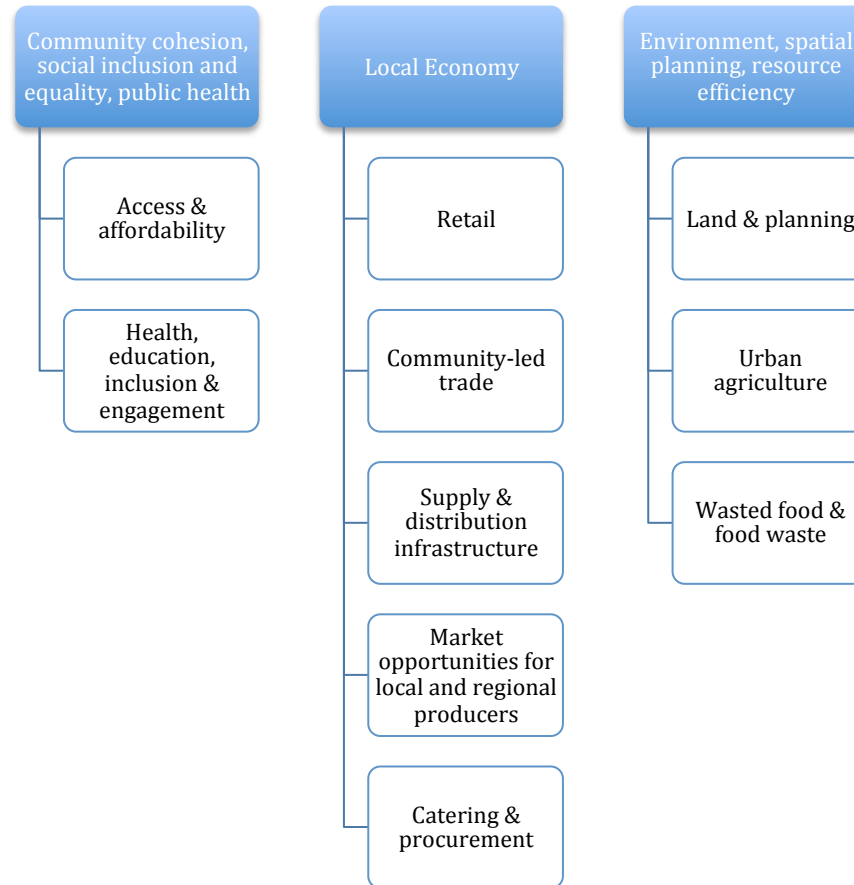 Community cohesion,
social inclusion and
equality, public health
Access &
affordability
Health,
education,
inclusion &
engagement
Local Economy
Retail
Community-led
trade
Supply &
distribution
infrastructure
Market
opportunities for
local and regional
producers
Catering &
procurement
Environment, spatial
planning, resource
efficiency
Land & planning
Urban
agriculture
Wasted food &
food waste